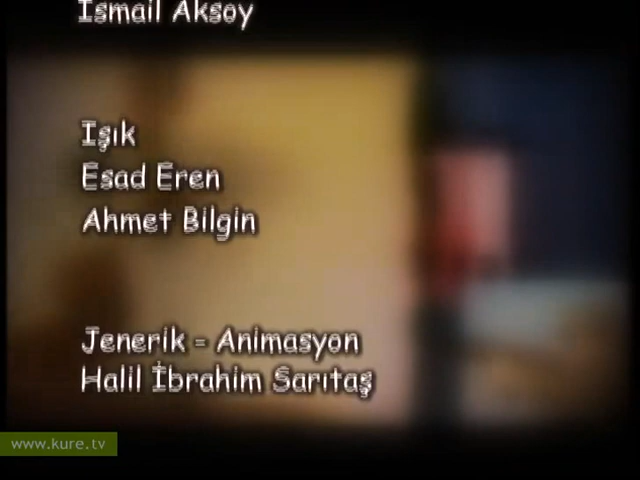 İsmail Aksoy
Işık
Esad Eren
Ahmet Bilgin
Jenerik - Animasyon
Halil İbrahim Sarıtaş
www.kure.tv